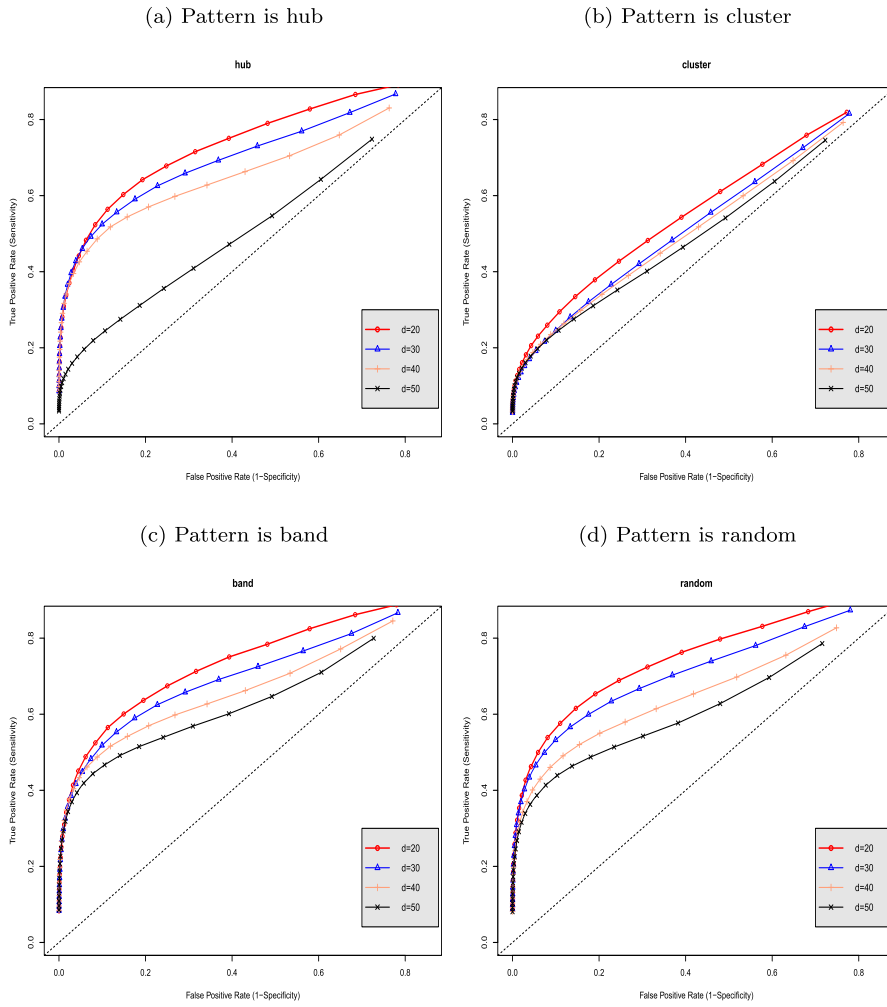 (a) Pattern is hub
hub
True Positive Rate (Sensitivity)
0.0 0.2 0.4 0.6 0.8
0.0 0.2 0.4 0.6 0.8
False Positive Rate (1−Specificity)
d=20
d=30
d=40
d=50
(b) Pattern is cluster
cluster
True Positive Rate (Sensitivity)
0.0 0.2 0.4 0.6 0.8
0.0 0.2 0.4 0.6 0.8
False Positive Rate (1−Specificity)
d=20
d=30
d=40
d=50
(c) Pattern is band
band
True Positive Rate (Sensitivity)
0.0 0.2 0.4 0.6 0.8
0.0 0.2 0.4 0.6 0.8
False Positive Rate (1−Specificity)
d=20
d=30
d=40
d=50
(d) Pattern is random
random
True Positive Rate (Sensitivity)
0.0 0.2 0.4 0.6 0.8
0.0 0.2 0.4 0.6 0.8
False Positive Rate (1−Specificity)
d=20
d=30
d=40
d=50